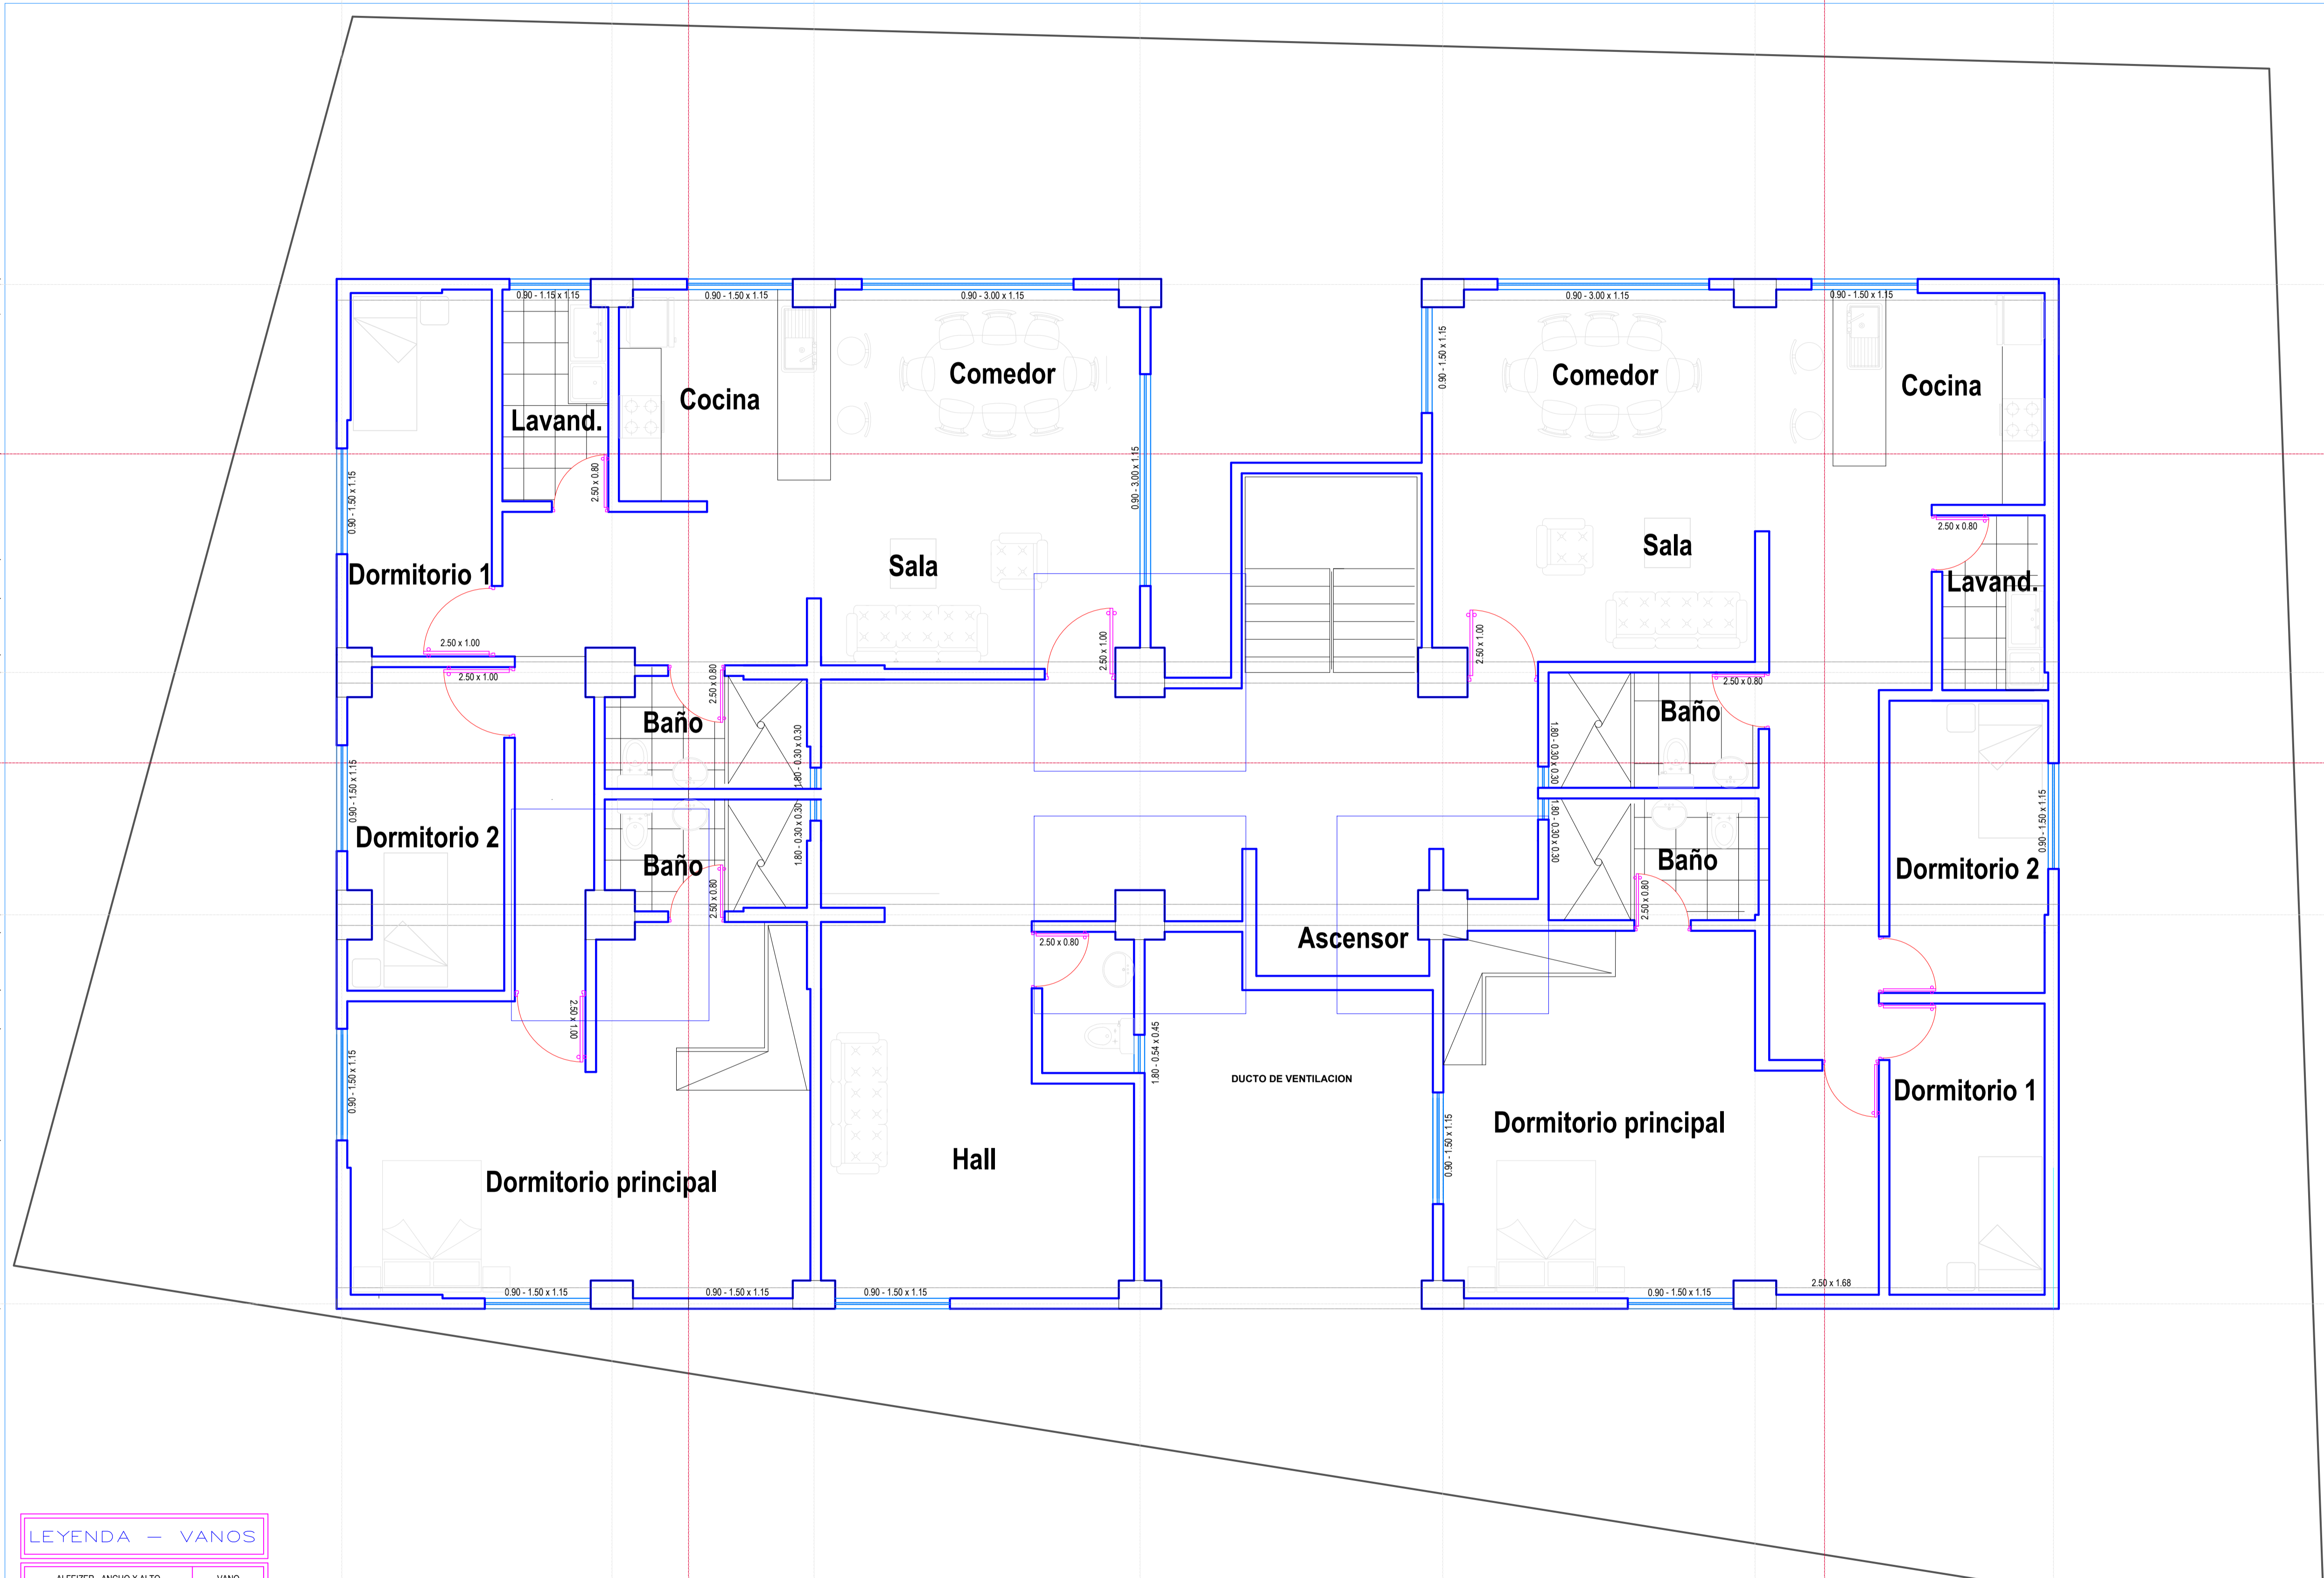 0.90 - 1.15 x 1.15
0.90 - 1.50 x 1.15
0.90 - 3.00 x 1.15
0.90 - 3.00 x 1.15
0.90 - 1.50 x 1.15
0.90 - 1.50 x 1.15
Comedor
Comedor
Cocina
Cocina
Lavand.
2.50 x 0.80
0.90 - 1.50 x 1.15
0.90 - 3.00 x 1.15
2.50 x 0.80
Sala
Sala
Dormitorio 1
Lavand.
2.50 x 1.00
2.50 x 1.00
2.50 x 1.00
2.50 x 1.00
2.50 x 0.80
2.50 x 0.80
Baño
Baño
1.80 - 0.30 x 0.30
1.80 - 0.30 x 0.30
0.90 - 1.50 x 1.15
1.80 - 0.30 x 0.30
1.80 - 0.30 x 0.30
0.90 - 1.50 x 1.15
Dormitorio 2
Baño
Baño
Dormitorio 2
2.50 x 0.80
2.50 x 0.80
2.50 x 0.80
Ascensor
2.50 x 1.00
0.90 - 1.50 x 1.15
1.80 - 0.54 x 0.45
DUCTO DE VENTILACION
Dormitorio 1
Dormitorio principal
0.90 - 1.50 x 1.15
Hall
Dormitorio principal
0.90 - 1.50 x 1.15
0.90 - 1.50 x 1.15
0.90 - 1.50 x 1.15
0.90 - 1.50 x 1.15
2.50 x 1.68
LEYENDA - VANOS
ALFEIZER - ANCHO X ALTO
VANO